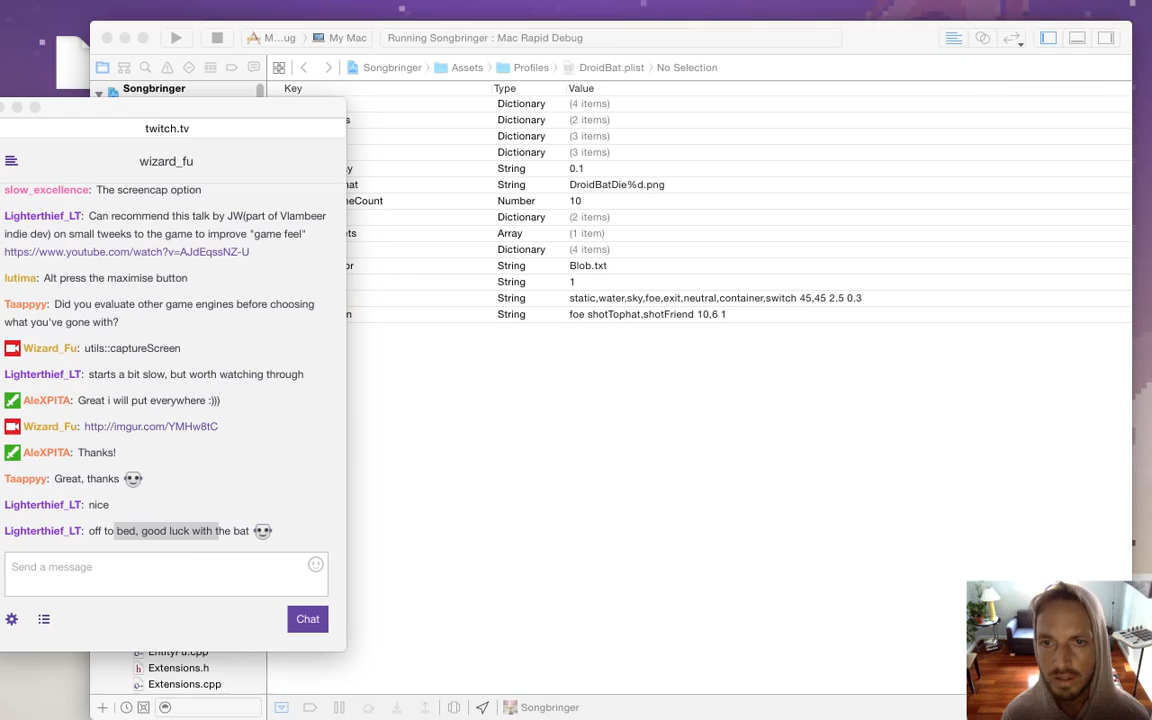 M...ug
My Mac
Running Songbringer : Mac Rapid Debug
Songbringer
Assets
Profiles
DroidBat.plist
No Selection
Songbringer
Key
Type
Value
Dictionary
(4 items)
s
Dictionary
(2 items)
Dictionary
(3 items)
Dictionary
(3 items)
y
String
0.1
nat
String
DroidBatDie%d.png
eCount
Number
10
Dictionary
(2 items)
ts
Array
(1 item)
Dictionary
(4 items)
or
String
Blob.txt
String
1
String
static,water,sky,foe,exit,neutral,container,switch 45,45 2.5 0.3
n
String
foe shotTophat,shotFriend 10,6 1
twitch.tv
wizard_fu
slow_excellence: The screencap option
Lighterthief_LT: Can recommend this talk by JW(part of Vlambeer
indie dev) on small tweeks to the game to improve "game feel"
https://www.youtube.com/watch?v=AJdEqssNZ-U
lutima: Alt press the maximise button
Taappyy: Did you evaluate other game engines before choosing
what you've gone with?
Wizard_Fu: utils::captureScreen
Lighterthief_LT: starts a bit slow, but worth watching through
AleXPITA: Great i will put everywhere :)))
Wizard_Fu: http://imgur.com/YMHw8tC
AleXPITA: Thanks!
Taappyy: Great, thanks
Lighterthief_LT: nice
Lighterthief_LT: off to bed, good luck with the bat
Send a message
Chat
EntityFu.cpp
Extensions.h
Extensions.cpp
Songbringer